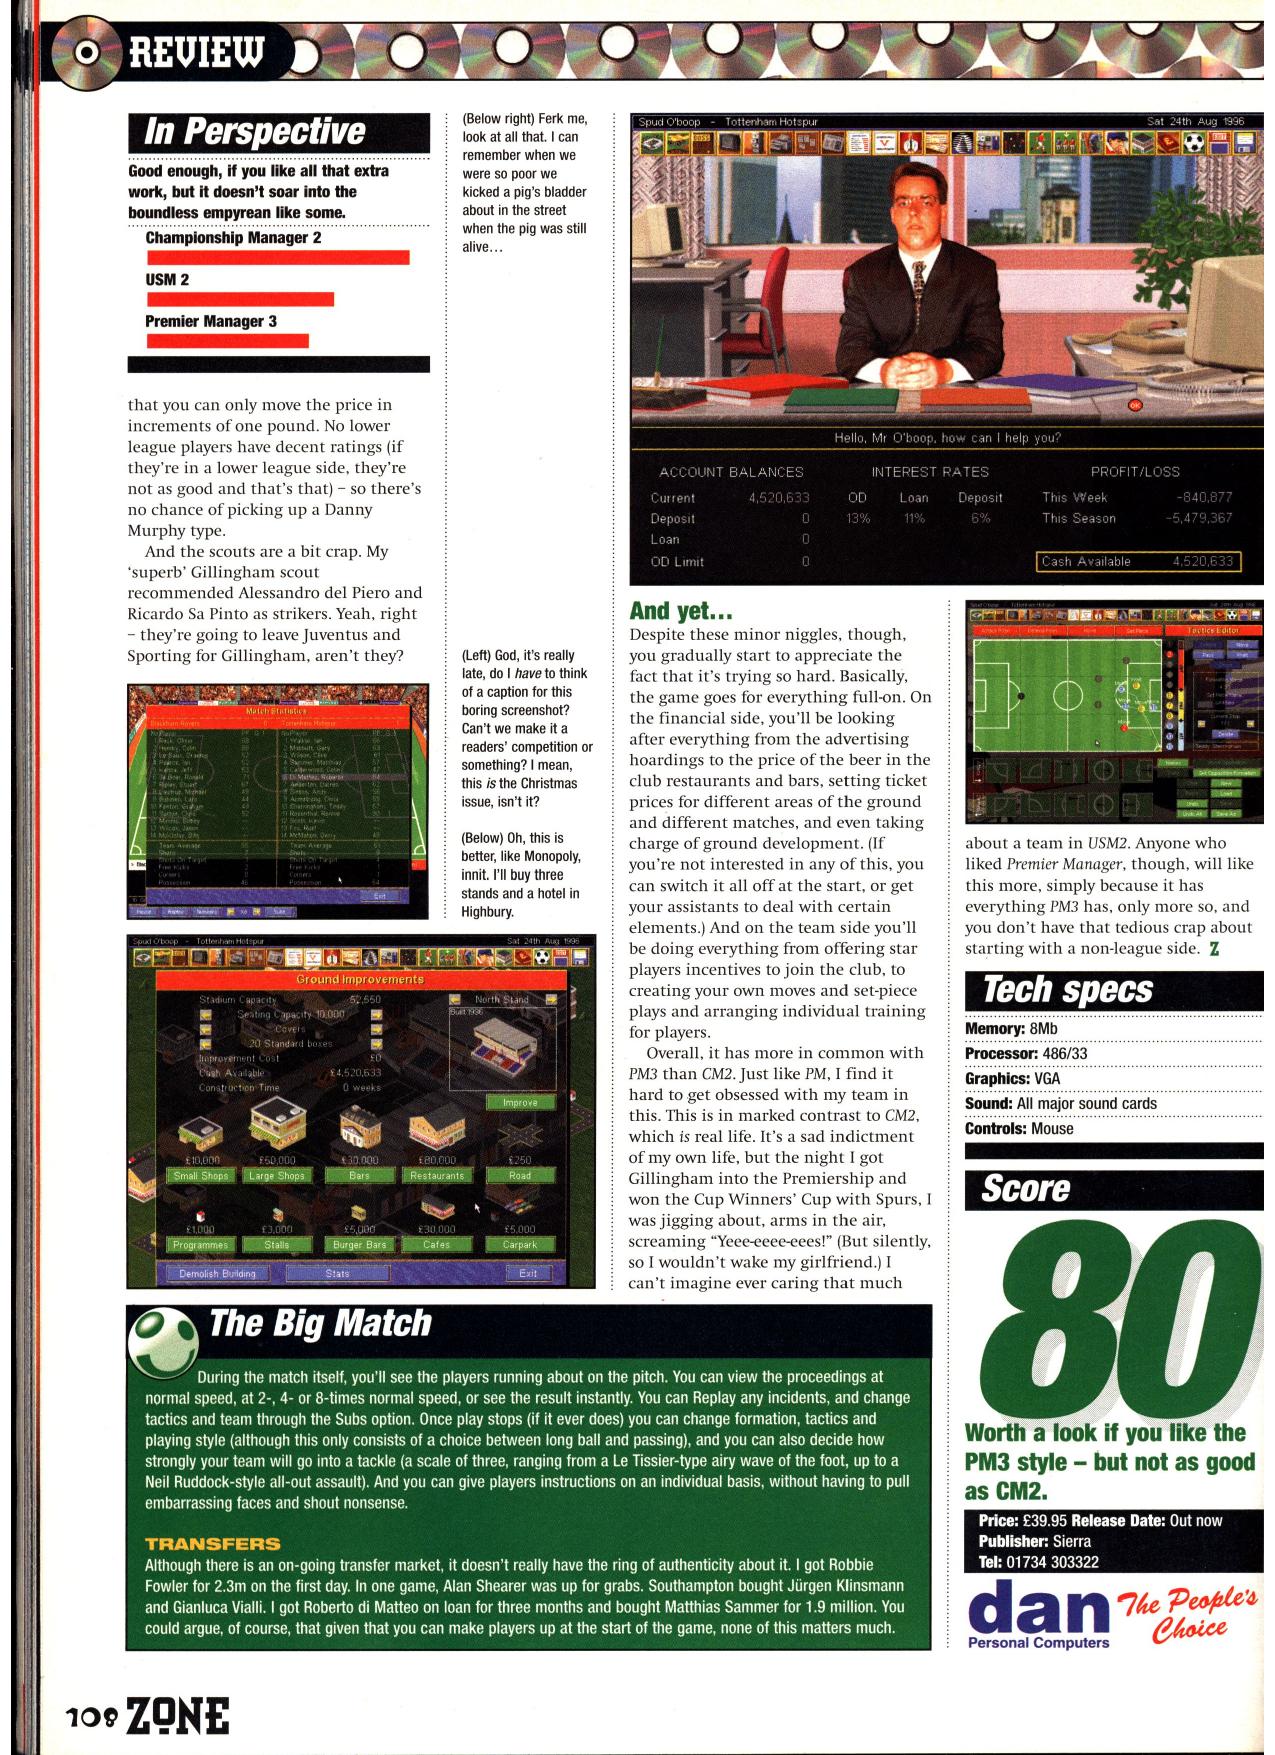 REVIEW
In Perspective
Good enough, if you like all that extra
work, but it doesn't soar into the
boundless empyrean like some.
Championship Manager 2
USM 2
Premier Manager 3
that you can only move the price in
increments of one pound. No lower
league players have decent ratings (if
they're in a lower league side, they're
not as good and that's that) – so there's
no chance of picking up a Danny
Murphy type.
And the scouts are a bit crap. My
'superb' Gillingham scout
recommended Alessandro del Piero and
Ricardo Sa Pinto as strikers. Yeah, right
– they're going to leave Juventus and
Sporting for Gillingham, aren't they?
(Below right) Ferk me,
look at all that. I can
remember when we
were so poor we
kicked a pig's bladder
about in the street
when the pig was still
alive…
(Left) God, it's really
late, do I have to think
of a caption for this
boring screenshot?
Can't we make it a
readers' competition or
something? I mean,
this is the Christmas
issue, isn't it?
(Below) Oh, this is
better, like Monopoly,
innit. I'll buy three
stands and a hotel in
Highbury.
Match Statistics
Blackburn Rovers
Tottenham Hotspur
Exit
Spud O'boop - Tottenham Hotspur Sat 24th Aug 1996
Ground Improvements
Stadium Capacity 52,550
Seating Capacity 10,000
Covers
20 Standard boxes
Improvement Cost £0
Cash Available £4,520,633
Construction Time 0 weeks
North Stand
Built 1996
Improve
£10,000 £50,000 £30,000 £80,000 £250
Small Shops Large Shops Bars Restaurants Road
£1,000 £3,000 £5,000 £30,000 £5,000
Programmes Stalls Burger Bars Cafes Carpark
Demolish Building Stats Exit
Spud O'boop - Tottenham Hotspur Sat 24th Aug 1996
OK
Hello, Mr O'boop, how can I help you?
ACCOUNT BALANCES INTEREST RATES PROFIT/LOSS
Current 4,520,633 OD Loan Deposit This Week -840,877
Deposit 0 13% 11% 6% This Season -5,479,367
Loan 0
OD Limit 0 Cash Available 4,520,633
And yet…
Despite these minor niggles, though,
you gradually start to appreciate the
fact that it's trying so hard. Basically,
the game goes for everything full-on. On
the financial side, you'll be looking
after everything from the advertising
hoardings to the price of the beer in the
club restaurants and bars, setting ticket
prices for different areas of the ground
and different matches, and even taking
charge of ground development. (If
you're not interested in any of this, you
can switch it all off at the start, or get
your assistants to deal with certain
elements.) And on the team side you'll
be doing everything from offering star
players incentives to join the club, to
creating your own moves and set-piece
plays and arranging individual training
for players.
Overall, it has more in common with
PM3 than CM2. Just like PM, I find it
hard to get obsessed with my team in
this. This is in marked contrast to CM2,
which is real life. It's a sad indictment
of my own life, but the night I got
Gillingham into the Premiership and
won the Cup Winners' Cup with Spurs, I
was jigging about, arms in the air,
screaming "Yeee-eeee-eees!" (But silently,
so I wouldn't wake my girlfriend.) I
can't imagine ever caring that much
Tactics Editor
about a team in USM2. Anyone who
liked Premier Manager, though, will like
this more, simply because it has
everything PM3 has, only more so, and
you don't have that tedious crap about
starting with a non-league side. Z
Tech specs
Memory: 8Mb
Processor: 486/33
Graphics: VGA
Sound: All major sound cards
Controls: Mouse
Score
80
Worth a look if you like the
PM3 style – but not as good
as CM2.
Price: £39.95 Release Date: Out now
Publisher: Sierra
Tel: 01734 303322
dan
Personal Computers
The People's
Choice
The Big Match
During the match itself, you'll see the players running about on the pitch. You can view the proceedings at
normal speed, at 2-, 4- or 8-times normal speed, or see the result instantly. You can Replay any incidents, and change
tactics and team through the Subs option. Once play stops (if it ever does) you can change formation, tactics and
playing style (although this only consists of a choice between long ball and passing), and you can also decide how
strongly your team will go into a tackle (a scale of three, ranging from a Le Tissier-type airy wave of the foot, up to a
Neil Ruddock-style all-out assault). And you can give players instructions on an individual basis, without having to pull
embarrassing faces and shout nonsense.
TRANSFERS
Although there is an on-going transfer market, it doesn't really have the ring of authenticity about it. I got Robbie
Fowler for 2.3m on the first day. In one game, Alan Shearer was up for grabs. Southampton bought Jürgen Klinsmann
and Gianluca Vialli. I got Roberto di Matteo on loan for three months and bought Matthias Sammer for 1.9 million. You
could argue, of course, that given that you can make players up at the start of the game, none of this matters much.
108 ZONE